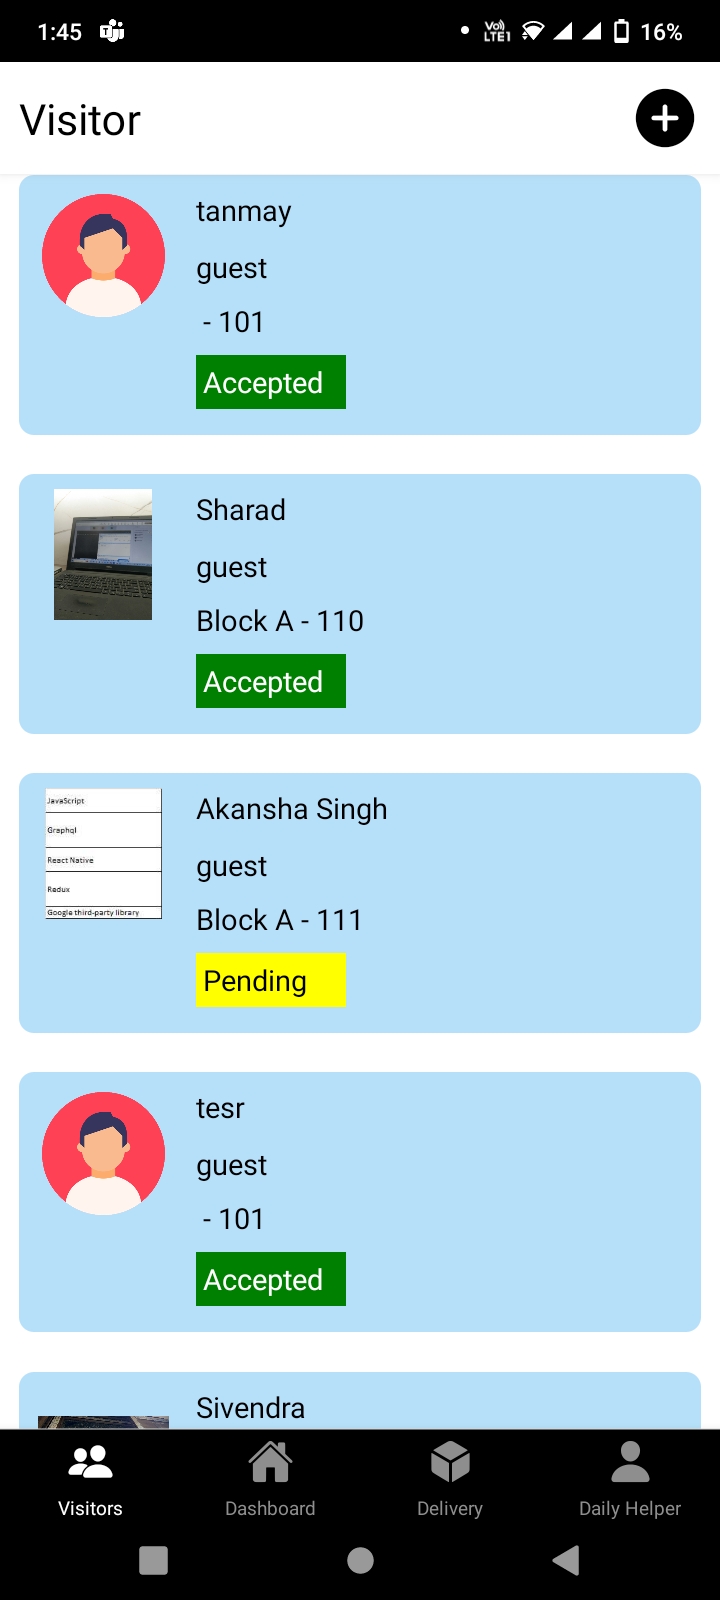 1:45
Vo)) LTE1
16%
Visitor
tanmay
guest
- 101
Accepted
Sharad
guest
Block A - 110
Accepted
JavaScript
Graphql
React Native
Redux
Google third-party library
Akansha Singh
guest
Block A - 111
Pending
tesr
guest
- 101
Accepted
Sivendra
Visitors
Dashboard
Delivery
Daily Helper